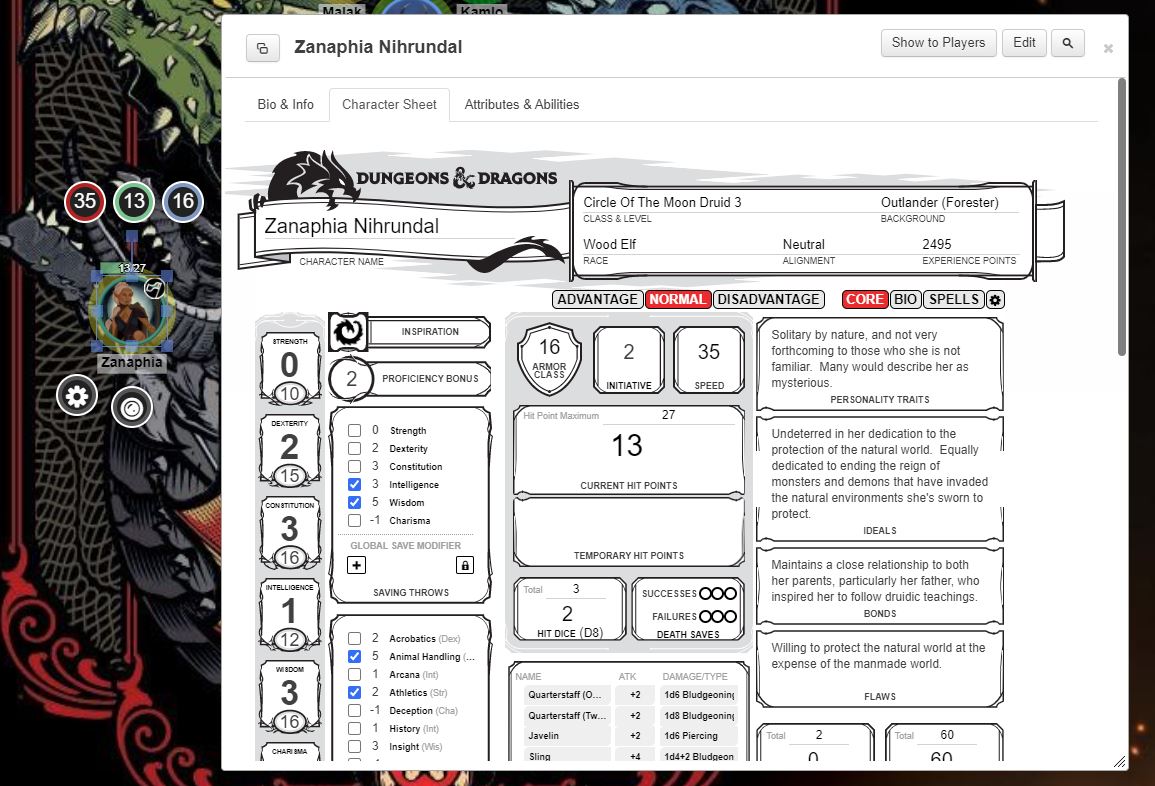 Malak
Kamlo
Zanaphia Nihrundal
Show to Players
Edit
Bio & Info
Character Sheet
Attributes & Abilities
35
13
16
13/27
Zanaphia
DUNGEONS & DRAGONS
Zanaphia Nihrundal
CHARACTER NAME
Circle Of The Moon Druid 3
Outlander (Forester)
CLASS & LEVEL
BACKGROUND
Wood Elf
Neutral
2495
RACE
ALIGNMENT
EXPERIENCE POINTS
ADVANTAGE
NORMAL
DISADVANTAGE
CORE
BIO
SPELLS
STRENGTH
0
10
DEXTERITY
2
15
CONSTITUTION
3
16
INTELLIGENCE
1
12
WISDOM
3
16
CHARISMA
INSPIRATION
2
PROFICIENCY BONUS
0 Strength
2 Dexterity
3 Constitution
3 Intelligence
5 Wisdom
-1 Charisma
GLOBAL SAVE MODIFIER
SAVING THROWS
2 Acrobatics (Dex)
5 Animal Handling (...
1 Arcana (Int)
2 Athletics (Str)
-1 Deception (Cha)
1 History (Int)
3 Insight (Wis)
16
ARMOR
CLASS
2
INITIATIVE
35
SPEED
Hit Point Maximum 27
13
CURRENT HIT POINTS
TEMPORARY HIT POINTS
Total 3
2
HIT DICE (D8)
SUCCESSES
FAILURES
DEATH SAVES
NAME ATK DAMAGE/TYPE
Quarterstaff (O... +2 1d6 Bludgeoning
Quarterstaff (Tw... +2 1d8 Bludgeoning
Javelin +2 1d6 Piercing
Sling +4 1d4+2 Bludgeon
Solitary by nature, and not very
forthcoming to those who she is not
familiar. Many would describe her as
mysterious.
PERSONALITY TRAITS
Undeterred in her dedication to the
protection of the natural world. Equally
dedicated to ending the reign of
monsters and demons that have invaded
the natural environments she's sworn to
protect.
IDEALS
Maintains a close relationship to both
her parents, particularly her father, who
inspired her to follow druidic teachings.
BONDS
Willing to protect the natural world at the
expense of the manmade world.
FLAWS
Total 2
0
Total 60
60